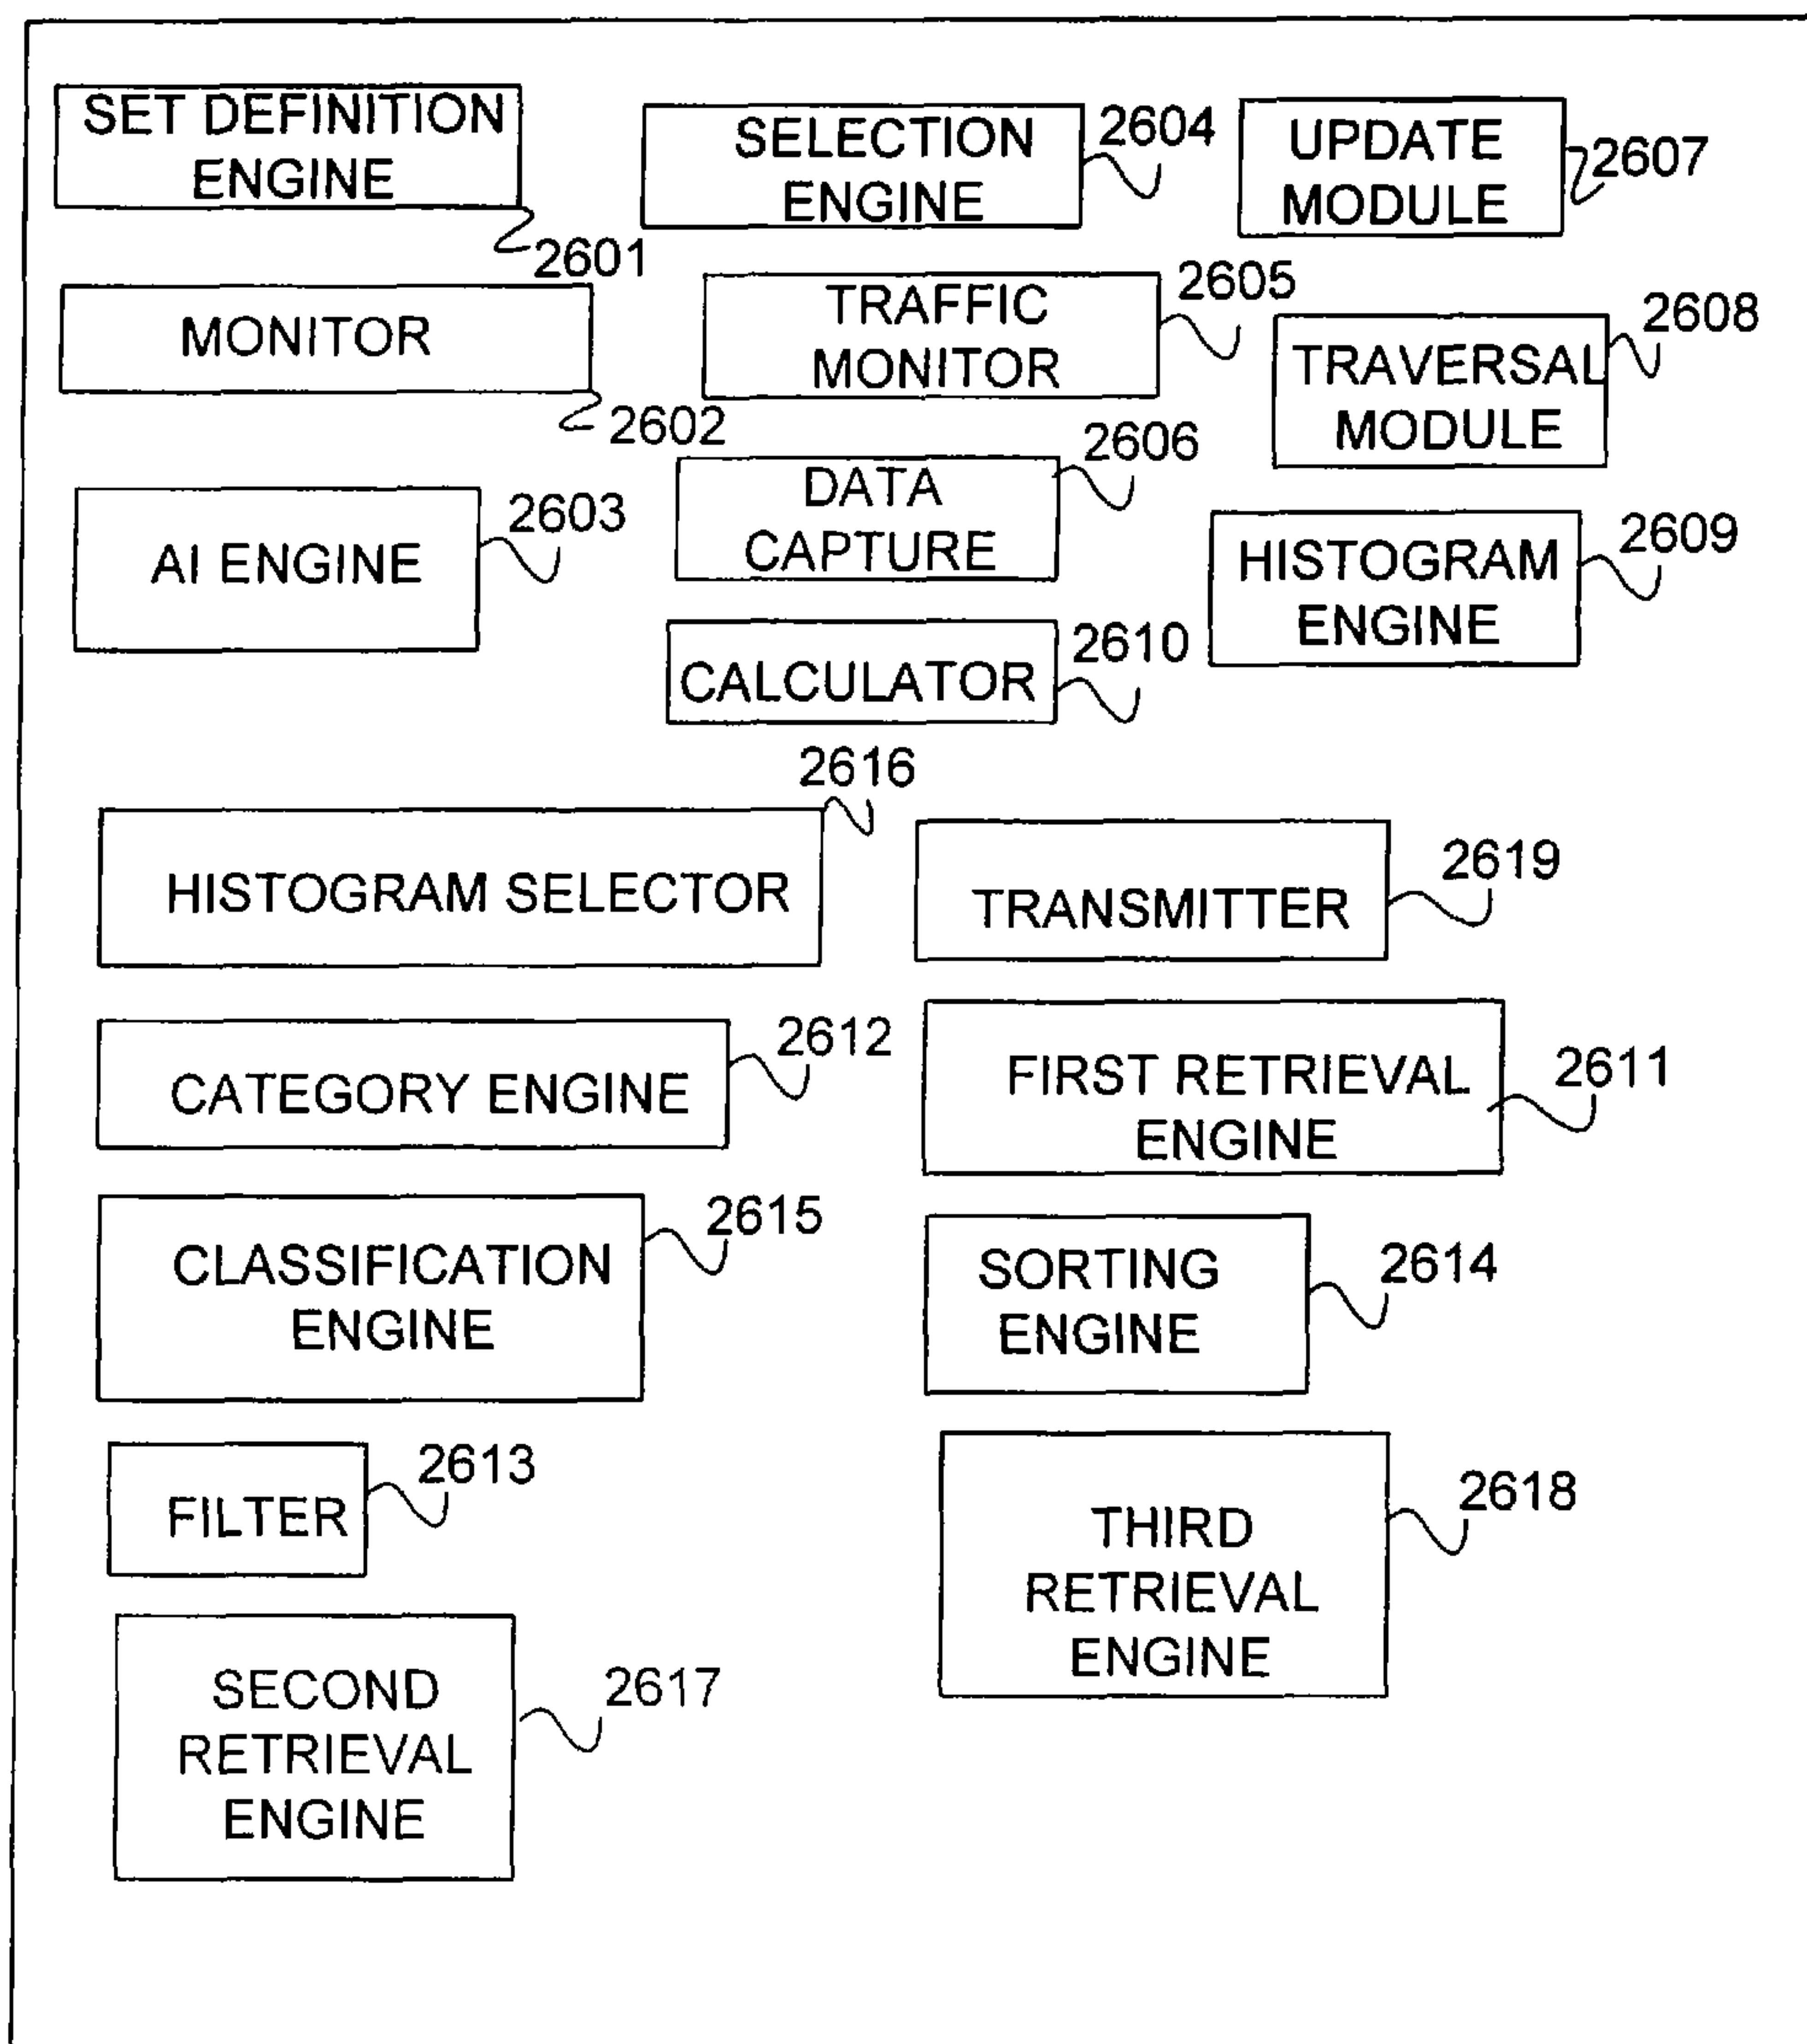 SET DEFINITION
ENGINE
2601
SELECTION
ENGINE
2604
UPDATE
MODULE
2607
MONITOR
2602
TRAFFIC
MONITOR
2605
TRAVERSAL
MODULE
2608
AI ENGINE
2603
DATA
CAPTURE
2606
HISTOGRAM
ENGINE
2609
CALCULATOR
2610
HISTOGRAM SELECTOR
2616
TRANSMITTER
2619
CATEGORY ENGINE
2612
FIRST RETRIEVAL
ENGINE
2611
CLASSIFICATION
ENGINE
2615
SORTING
ENGINE
2614
FILTER
2613
THIRD
RETRIEVAL
ENGINE
2618
SECOND
RETRIEVAL
ENGINE
2617